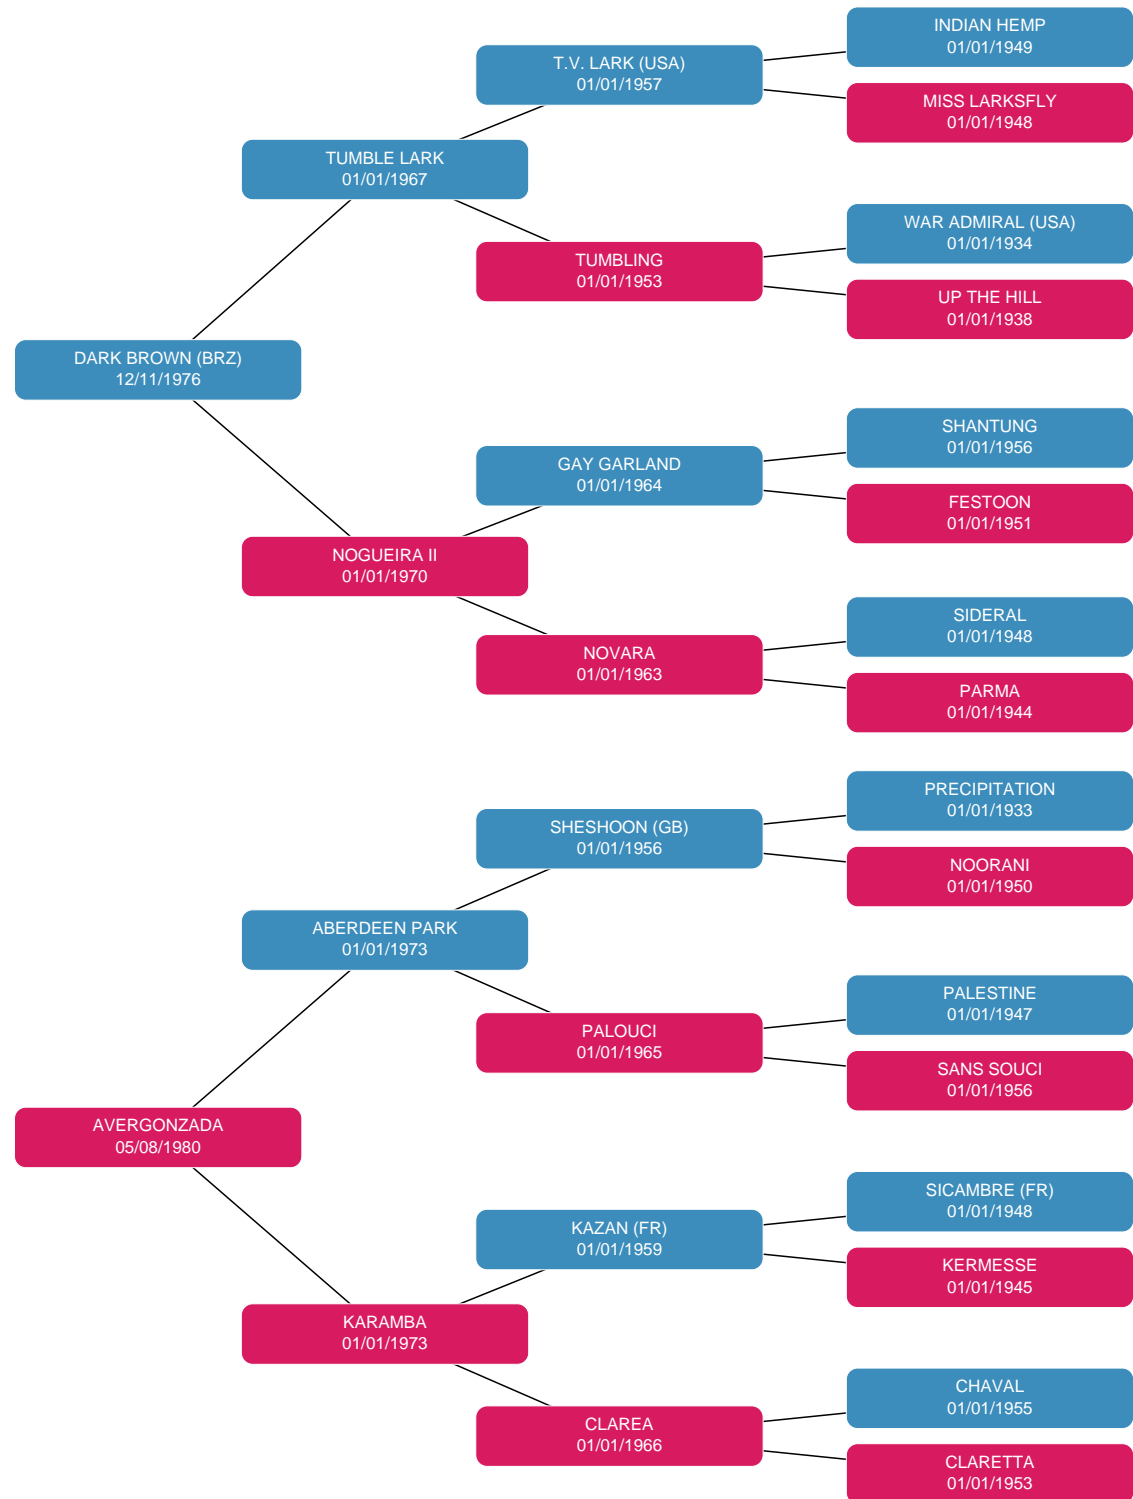 INDIAN HEMP
01/01/1949
T.V. LARK (USA)
01/01/1957
MISS LARKSFLY
01/01/1948
TUMBLE LARK
01/01/1967
WAR ADMIRAL (USA)
01/01/1934
TUMBLING
01/01/1953
UP THE HILL
01/01/1938
DARK BROWN (BRZ)
12/11/1976
SHANTUNG
01/01/1956
GAY GARLAND
01/01/1964
FESTOON
01/01/1951
NOGUEIRA II
01/01/1970
SIDERAL
01/01/1948
NOVARA
01/01/1963
PARMA
01/01/1944
PRECIPITATION
01/01/1933
SHESHOON (GB)
01/01/1956
NOORANI
01/01/1950
ABERDEEN PARK
01/01/1973
PALESTINE
01/01/1947
PALOUCI
01/01/1965
SANS SOUCI
01/01/1956
AVERGONZADA
05/08/1980
SICAMBRE (FR)
01/01/1948
KAZAN (FR)
01/01/1959
KERMESSE
01/01/1945
KARAMBA
01/01/1973
CHAVAL
01/01/1955
CLAREA
01/01/1966
CLARETTA
01/01/1953